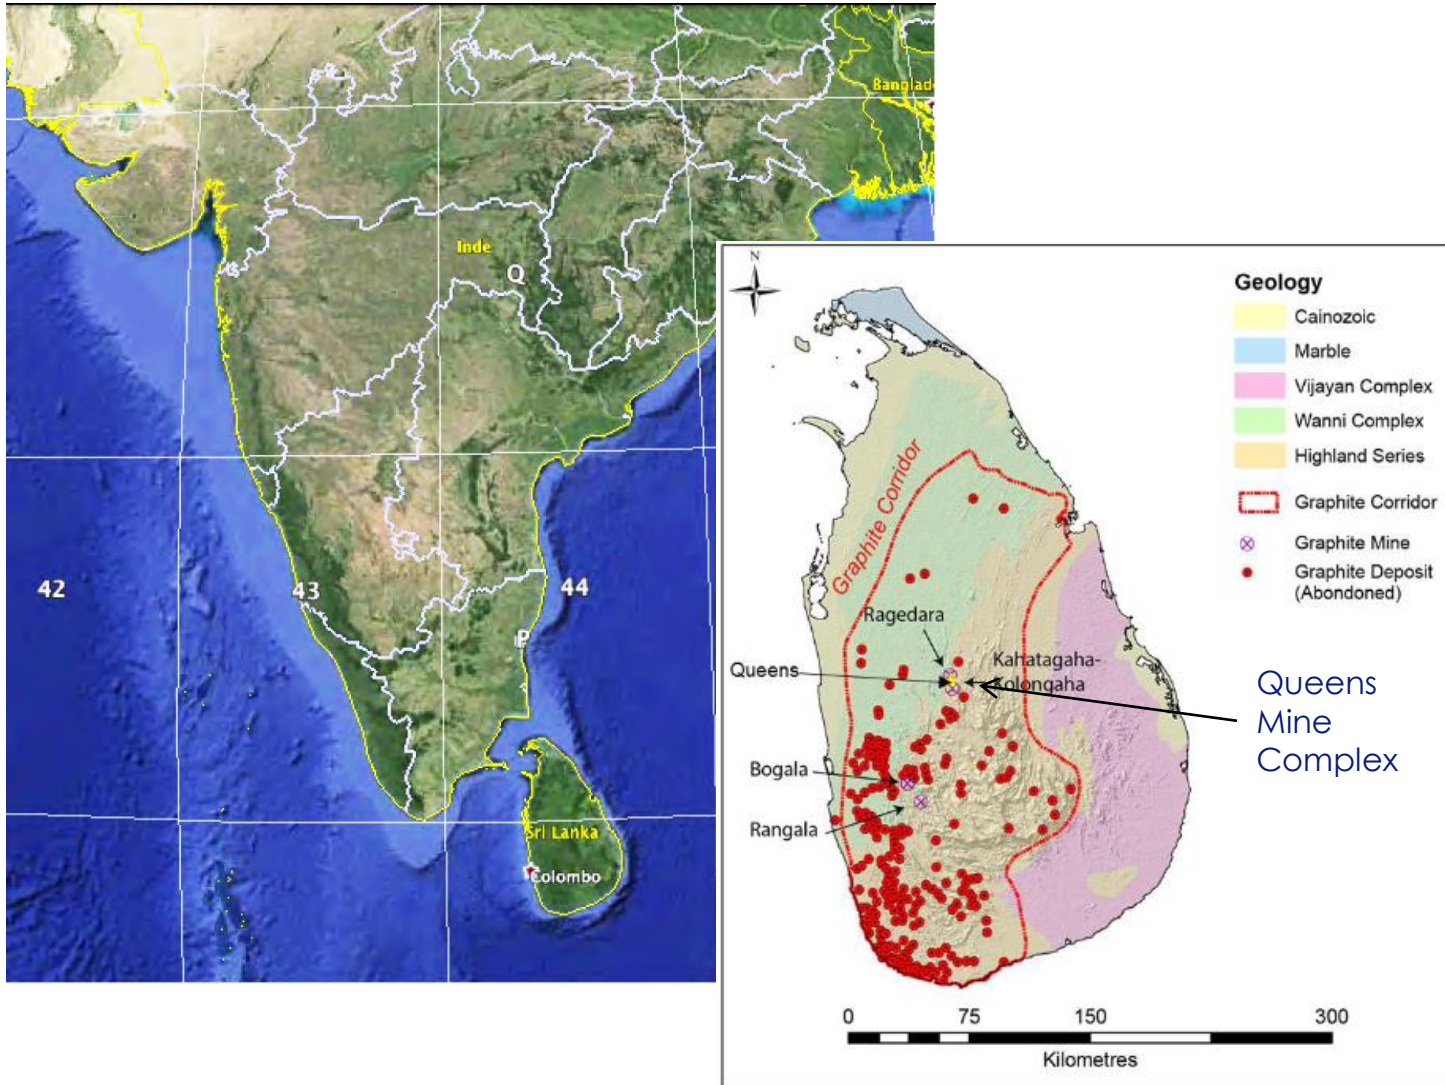 Banglad
Inde
Q
42
43
44
P
Sri Lanka
Colombo
N
Geology
Cainozoic
Marble
Vijayan Complex
Wanni Complex
Highland Series
Graphite Corridor
Graphite Mine
Graphite Deposit
(Abondoned)
Graphite Corridor
Ragedara
Queens
Kahatagaha-
Kolongaha
Queens
Mine
Complex
Bogala
Rangala
0 75 150 300
Kilometres